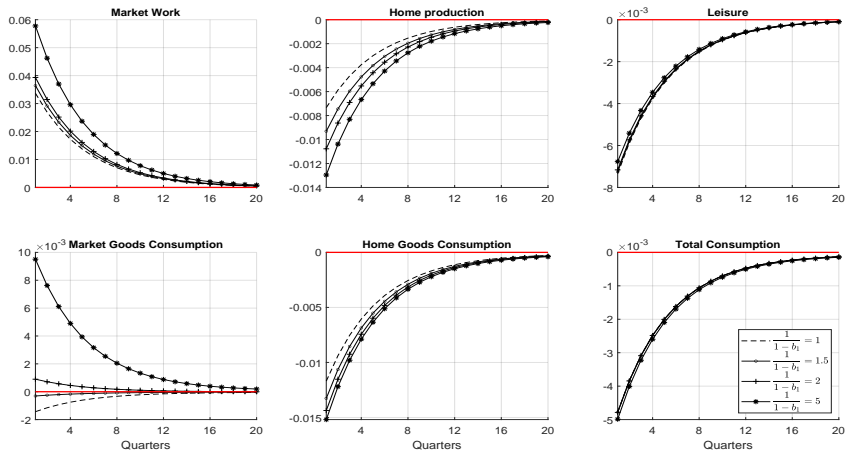 Market Work
0.06
0.05
0.04
0.03
0.02
0.01
0
4 8 12 16 20
Home production
0
-0.002
-0.004
-0.006
-0.008
-0.01
-0.012
-0.014
4 8 12 16 20
×10⁻³ Leisure
0
-2
-4
-6
-8
4 8 12 16 20
×10⁻³ Market Goods Consumption
10
8
6
4
2
0
-2
4 8 12 16 20
Quarters
Home Goods Consumption
0
-0.005
-0.01
-0.015
4 8 12 16 20
Quarters
×10⁻³ Total Consumption
0
-1
-2
-3
-4
-5
4 8 12 16 20
Quarters
1/(1 − b₁) = 1
1/(1 − b₁) = 1.5
1/(1 − b₁) = 2
1/(1 − b₁) = 5